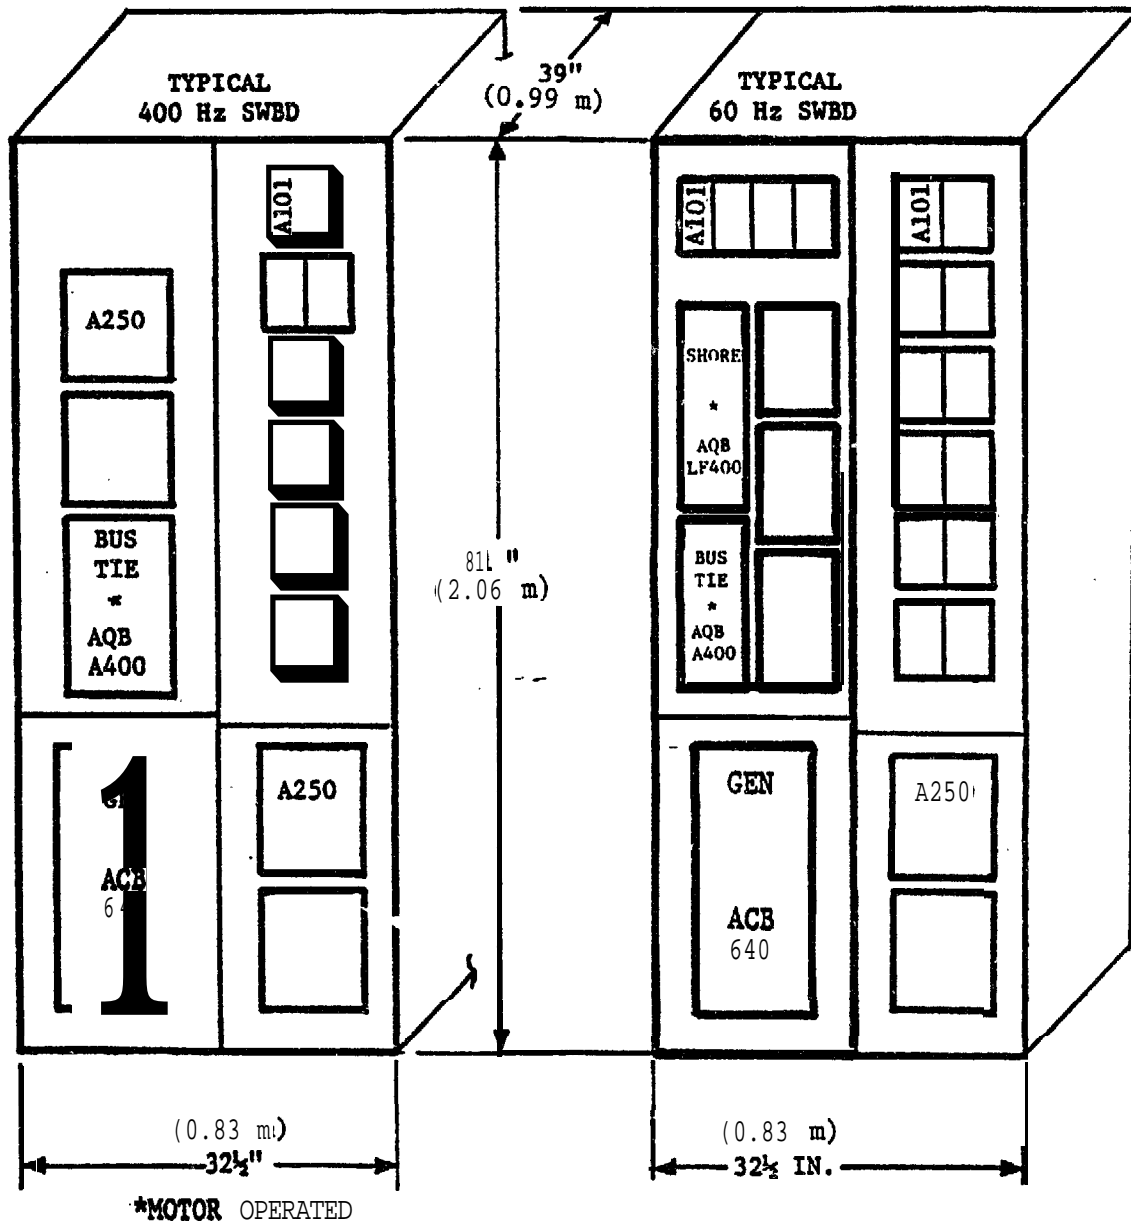 TYPICAL
400 Hz SWBD
39"
(0.99 m)
TYPICAL
60 Hz SWBD
A101
A250
BUS
TIE
*
AQB
A400
ACB
A250
"
(2.06 m)
A101
A101
SHORE
*
AQB
LF400
BUS
TIE
*
AQB
A400
GEN
ACB
640
A250
(0.83 m)
32½"
(0.83 m)
32½ IN.
*MOTOR OPERATED